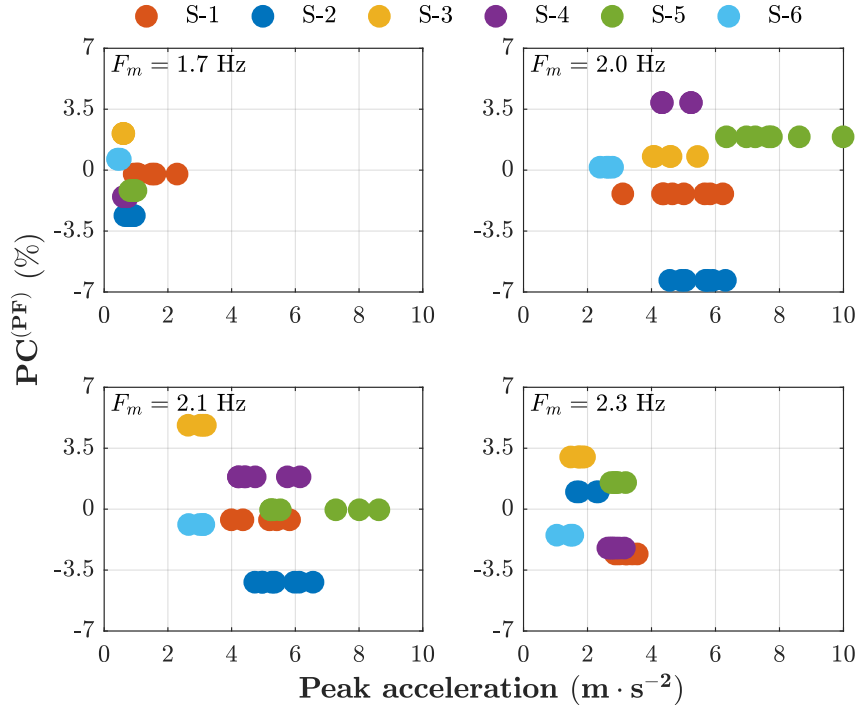 S-1 S-2 S-3 S-4 S-5 S-6
F_m = 1.7 Hz
7
3.5
0
-3.5
-7
0 2 4 6 8 10
F_m = 2.0 Hz
7
3.5
0
-3.5
-7
0 2 4 6 8 10
PC^(PF) (%)
F_m = 2.1 Hz
7
3.5
0
-3.5
-7
0 2 4 6 8 10
F_m = 2.3 Hz
7
3.5
0
-3.5
-7
0 2 4 6 8 10
Peak acceleration (m · s⁻²)